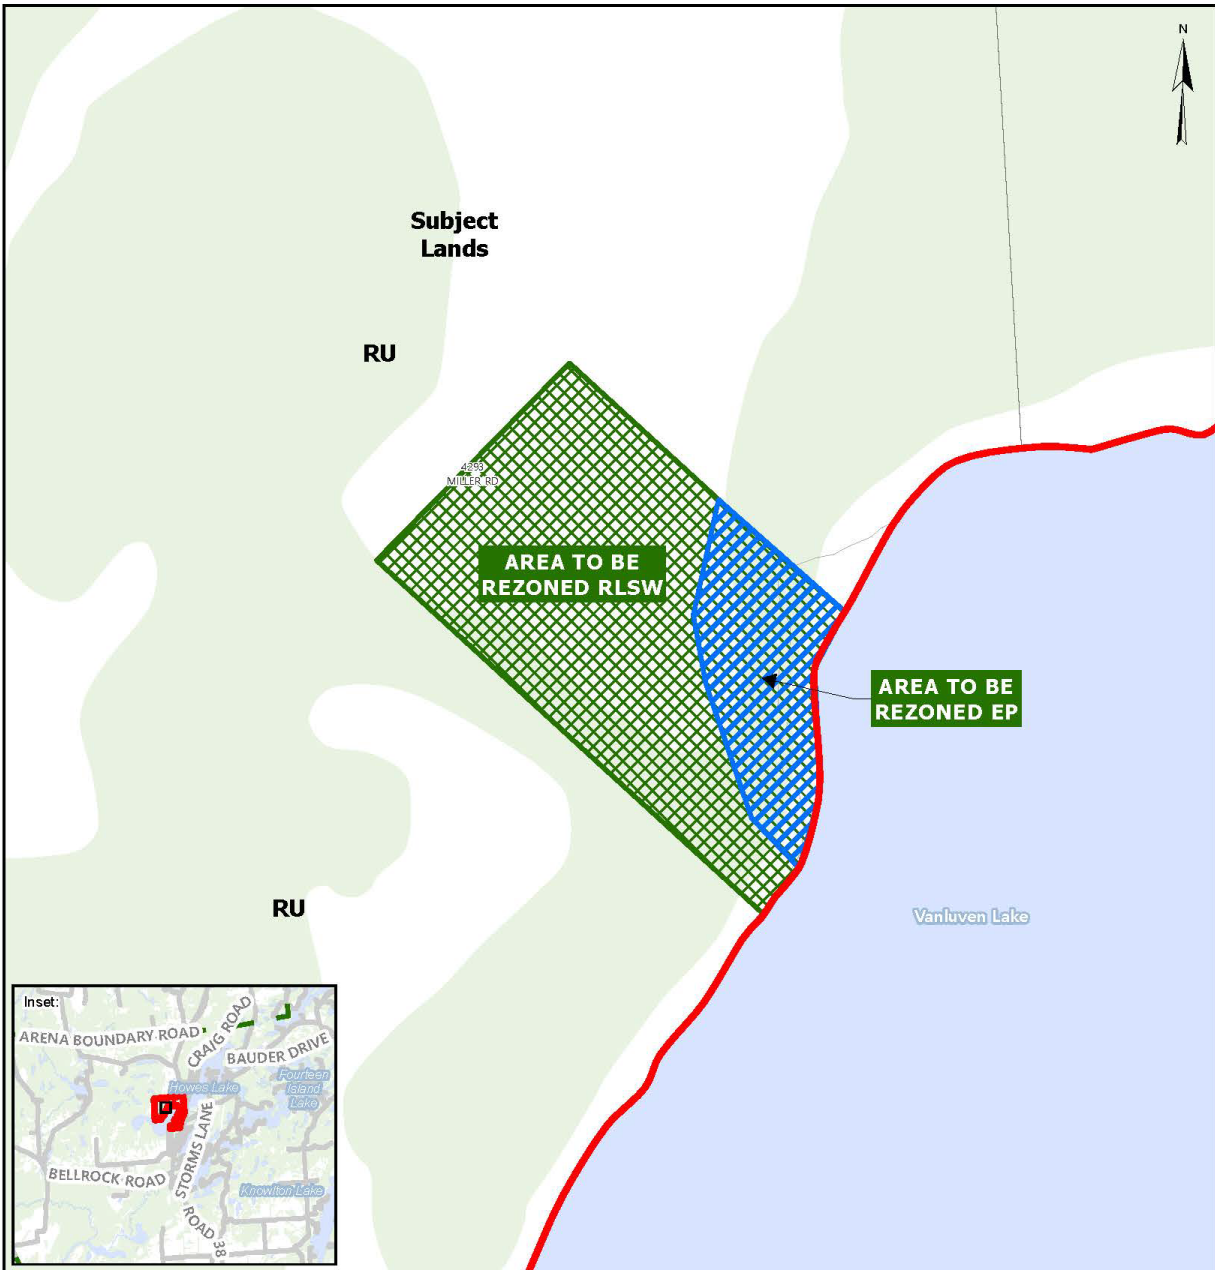 N
Subject
Lands
RU
4293
MILLER RD
AREA TO BE
REZONED RLSW
AREA TO BE
REZONED EP
RU
Vanluven Lake
Inset:
ARENA BOUNDARY ROAD
CRAIG ROAD
BAUDER DRIVE
Howes Lake
Fourteen
Island
Lake
STORMS LANE
BELLROCK ROAD
Knowlton Lake
ROAD 38